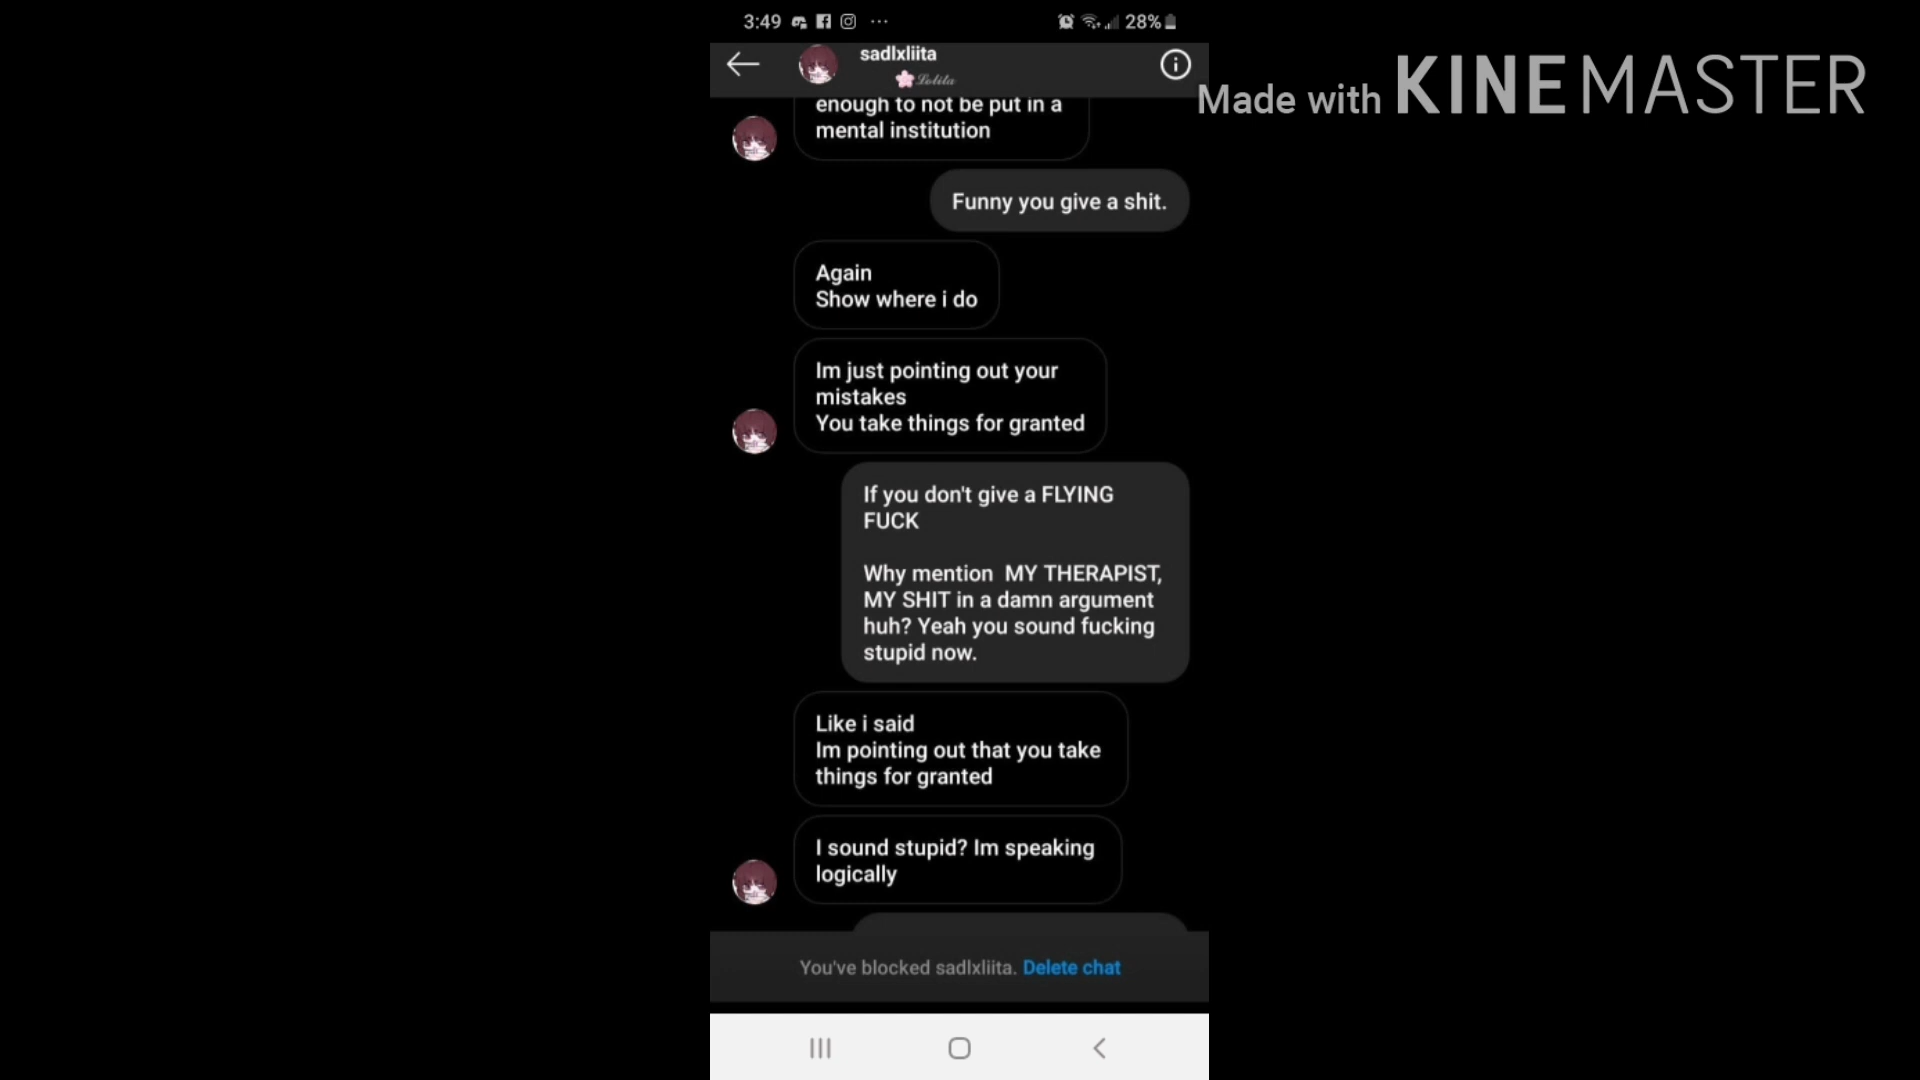 3:49
28%
sadlxliita
Lolita
Made with KINEMASTER
enough to not be put in a
mental institution
Funny you give a shit.
Again
Show where i do
Im just pointing out your
mistakes
You take things for granted
If you don't give a FLYING
FUCK
Why mention MY THERAPIST,
MY SHIT in a damn argument
huh? Yeah you sound fucking
stupid now.
Like i said
Im pointing out that you take
things for granted
I sound stupid? Im speaking
logically
You've blocked sadlxliita. Delete chat